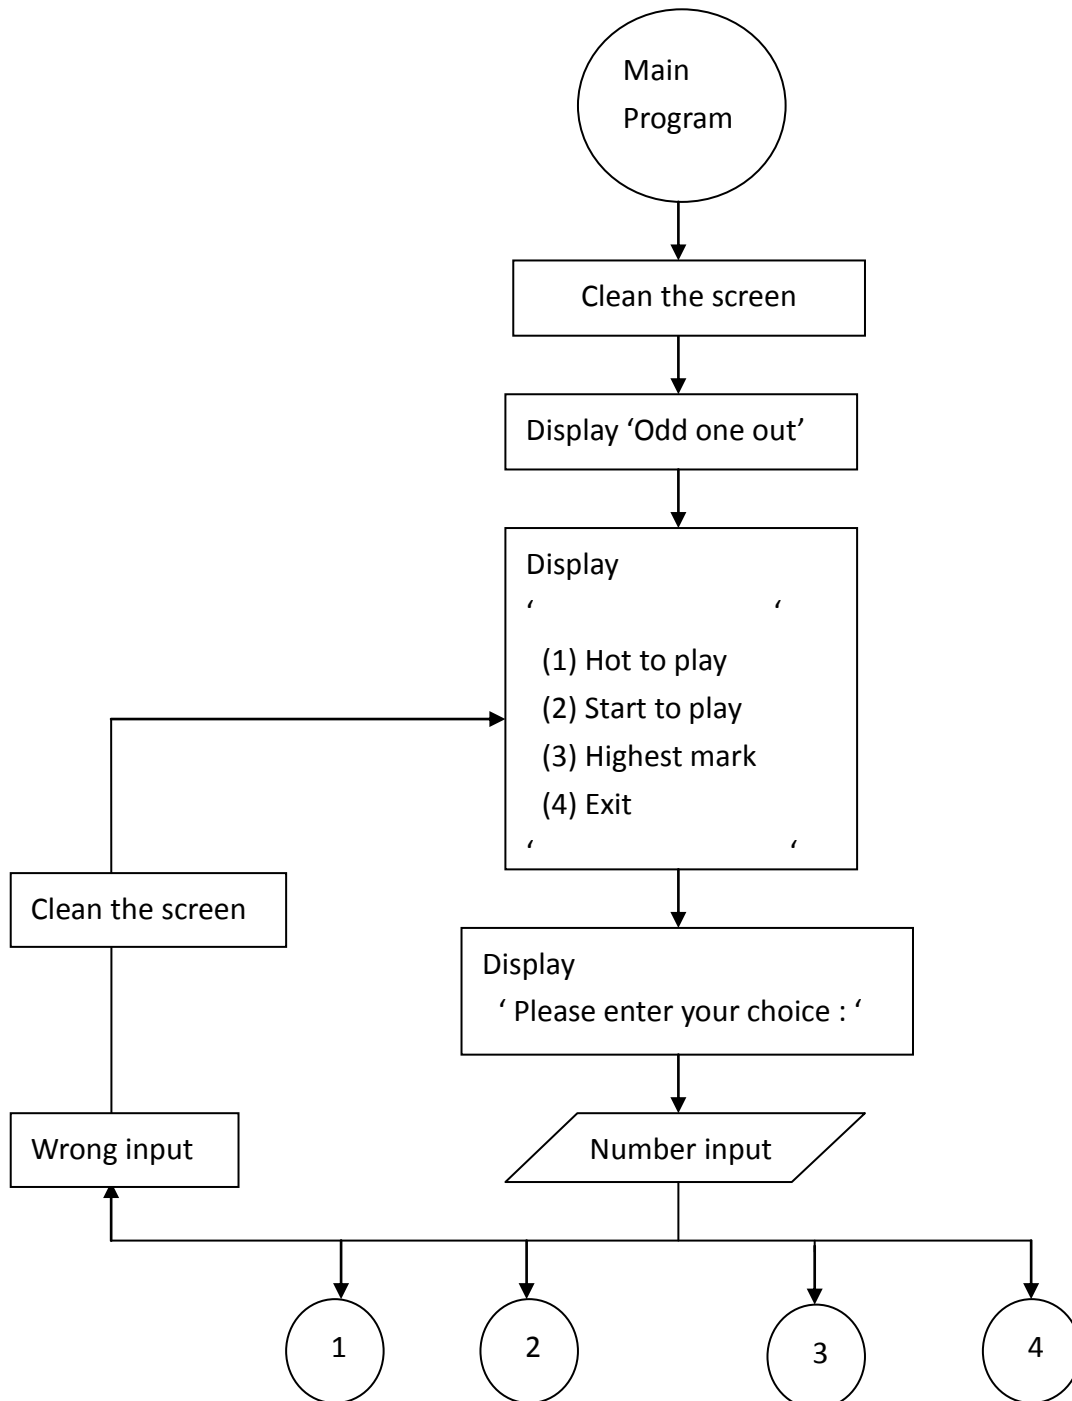 Main
Program
Clean the screen
Display ‘Odd one out’
Display
‘ ‘
(1) Hot to play
(2) Start to play
(3) Highest mark
(4) Exit
‘ ‘
Clean the screen
Display
‘ Please enter your choice : ‘
Wrong input
Number input
1
2
3
4